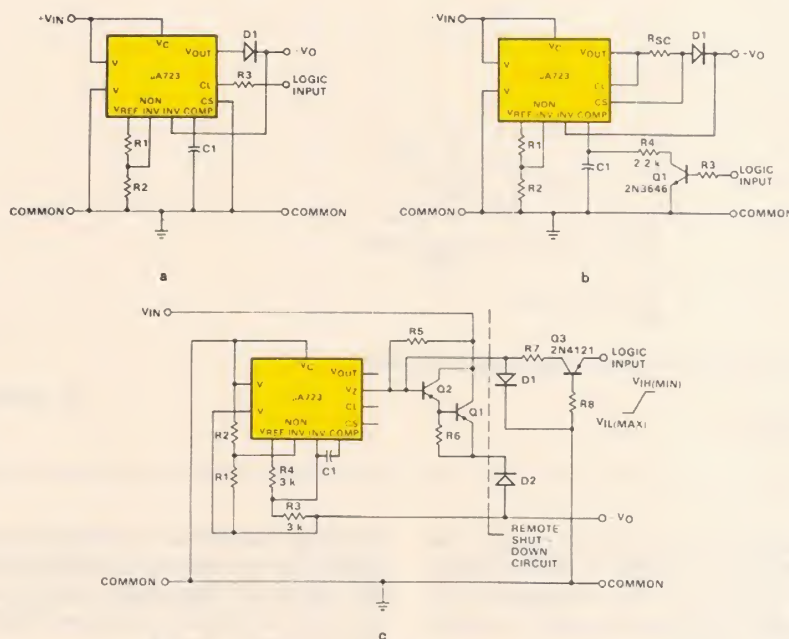 +VIN
VC
VOUT
D1
-VO
V
µA723
CL
R3
LOGIC
INPUT
V
NON
CS
VREF INV INV COMP
R1
C1
R2
COMMON
COMMON
a
VIN
VC
VOUT
RSC
D1
-VO
V
µA723
CL
V
NON
CS
VREF INV INV COMP
R1
R4
2.2 k
C1
Q1
2N3646
R3
LOGIC
INPUT
R2
COMMON
COMMON
b
VIN
R5
Q3
2N4121
LOGIC
INPUT
VC
VOUT
R7
V
VZ
Q2
D1
VIH(MIN)
µA723
R8
V
CL
Q1
VIL(MAX)
R2
NON
CS
R6
VREF INV INV COMP
R1
R4
3 k
C1
D2
R3
3 k
-VO
REMOTE
SHUT
DOWN
CIRCUIT
COMMON
COMMON
c